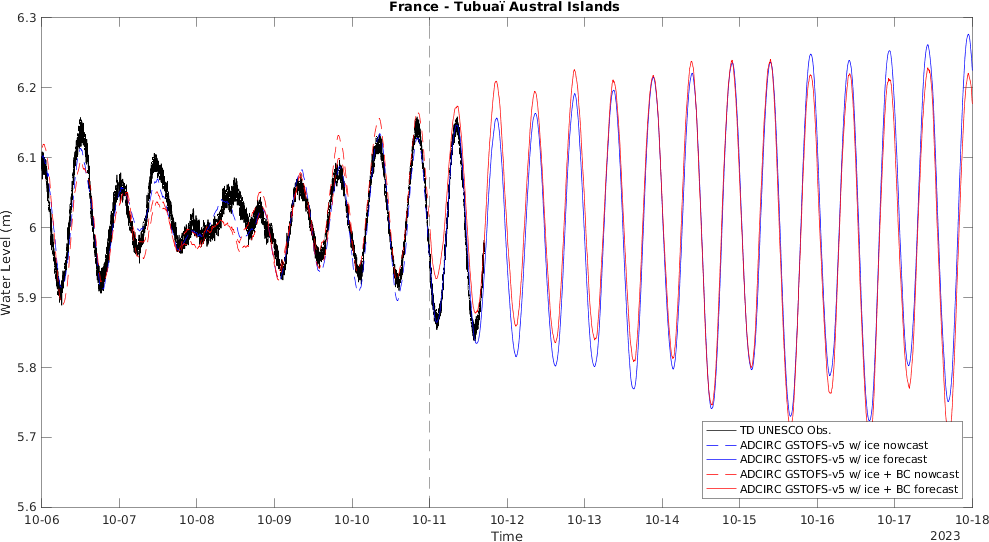 France - Tubuaï Austral Islands
6.3
6.2
6.1
6
5.9
5.8
5.7
5.6
Water Level (m)
TD UNESCO Obs.
ADCIRC GSTOFS-v5 w/ ice nowcast
ADCIRC GSTOFS-v5 w/ ice forecast
ADCIRC GSTOFS-v5 w/ ice + BC nowcast
ADCIRC GSTOFS-v5 w/ ice + BC forecast
10-06 10-07 10-08 10-09 10-10 10-11 10-12 10-13 10-14 10-15 10-16 10-17 10-18
Time
2023